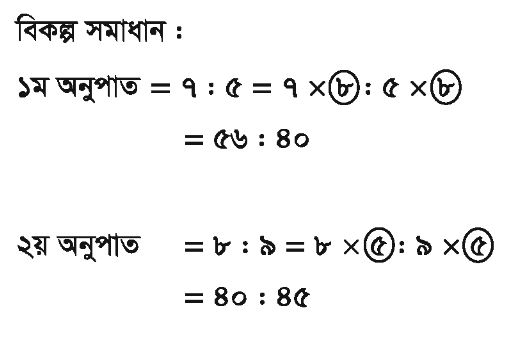 বিকল্প সমাধান :
১ম অনুপাত = ৭ : ৫ = ৭ × ৮ : ৫ × ৮
= ৫৬ : ৪০
২য় অনুপাত = ৮ : ৯ = ৮ × ৫ : ৯ × ৫
= ৪০ : ৪৫